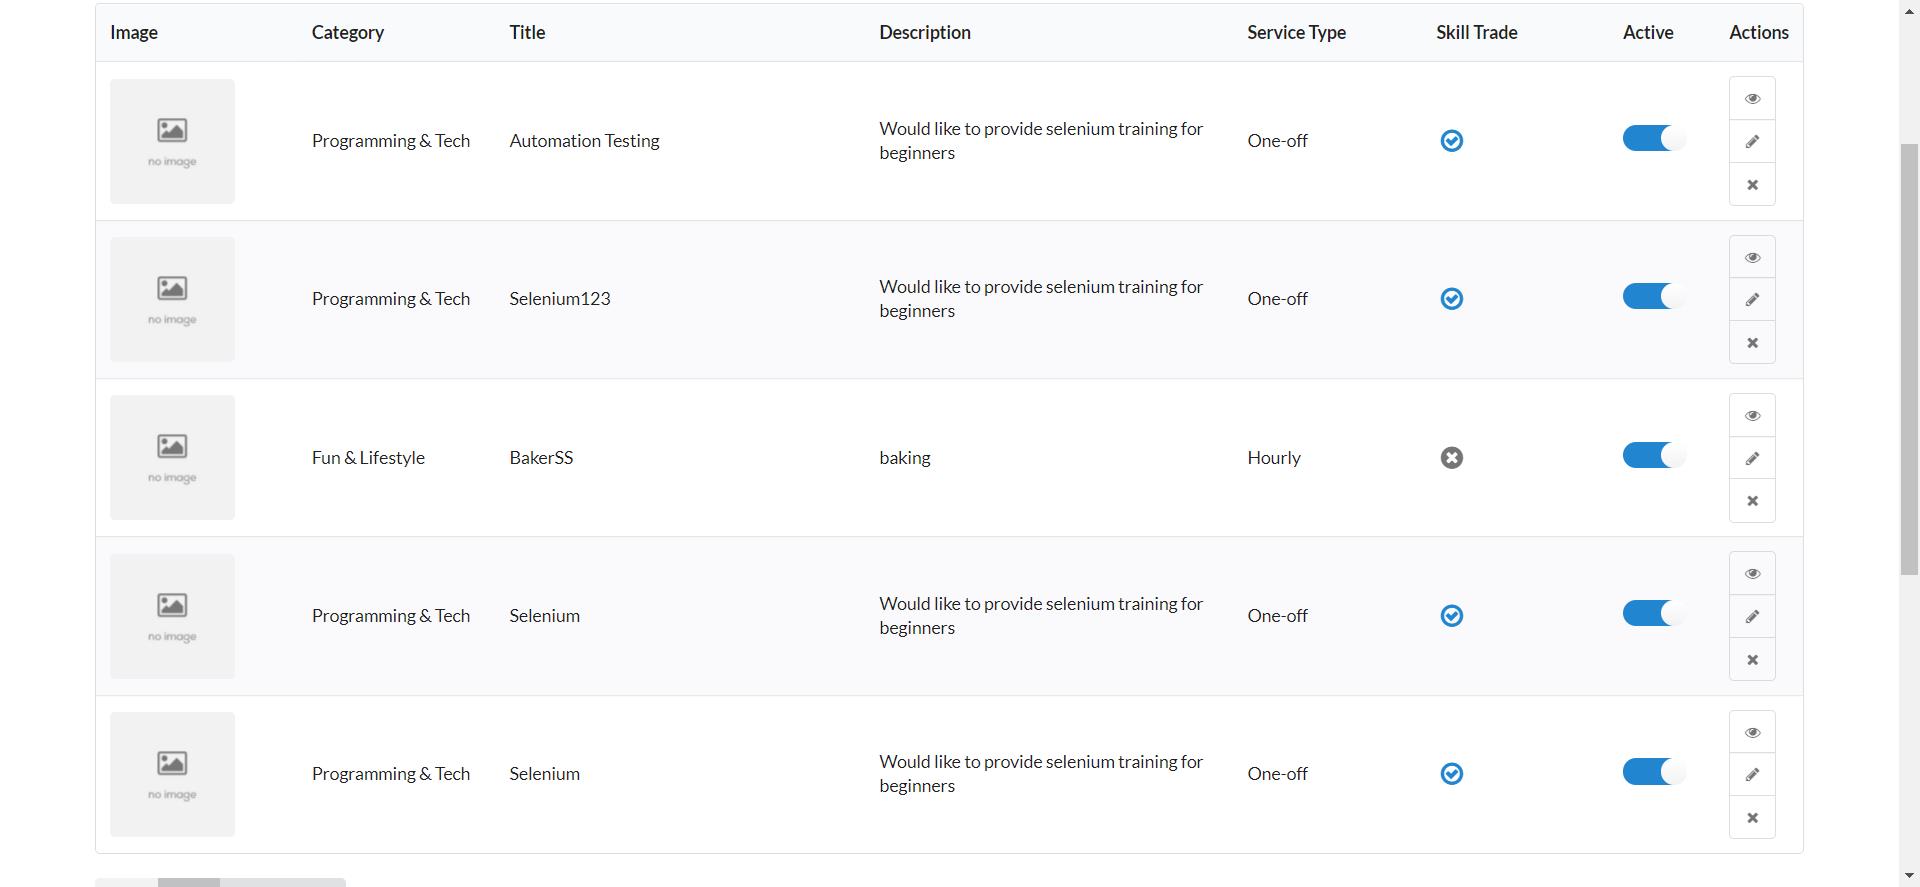 Image Category Title Description Service Type Skill Trade Active Actions
no image
Programming & Tech
Automation Testing
Would like to provide selenium training for
beginners
One-off
no image
Programming & Tech
Selenium123
Would like to provide selenium training for
beginners
One-off
no image
Fun & Lifestyle
BakerSS
baking
Hourly
no image
Programming & Tech
Selenium
Would like to provide selenium training for
beginners
One-off
no image
Programming & Tech
Selenium
Would like to provide selenium training for
beginners
One-off